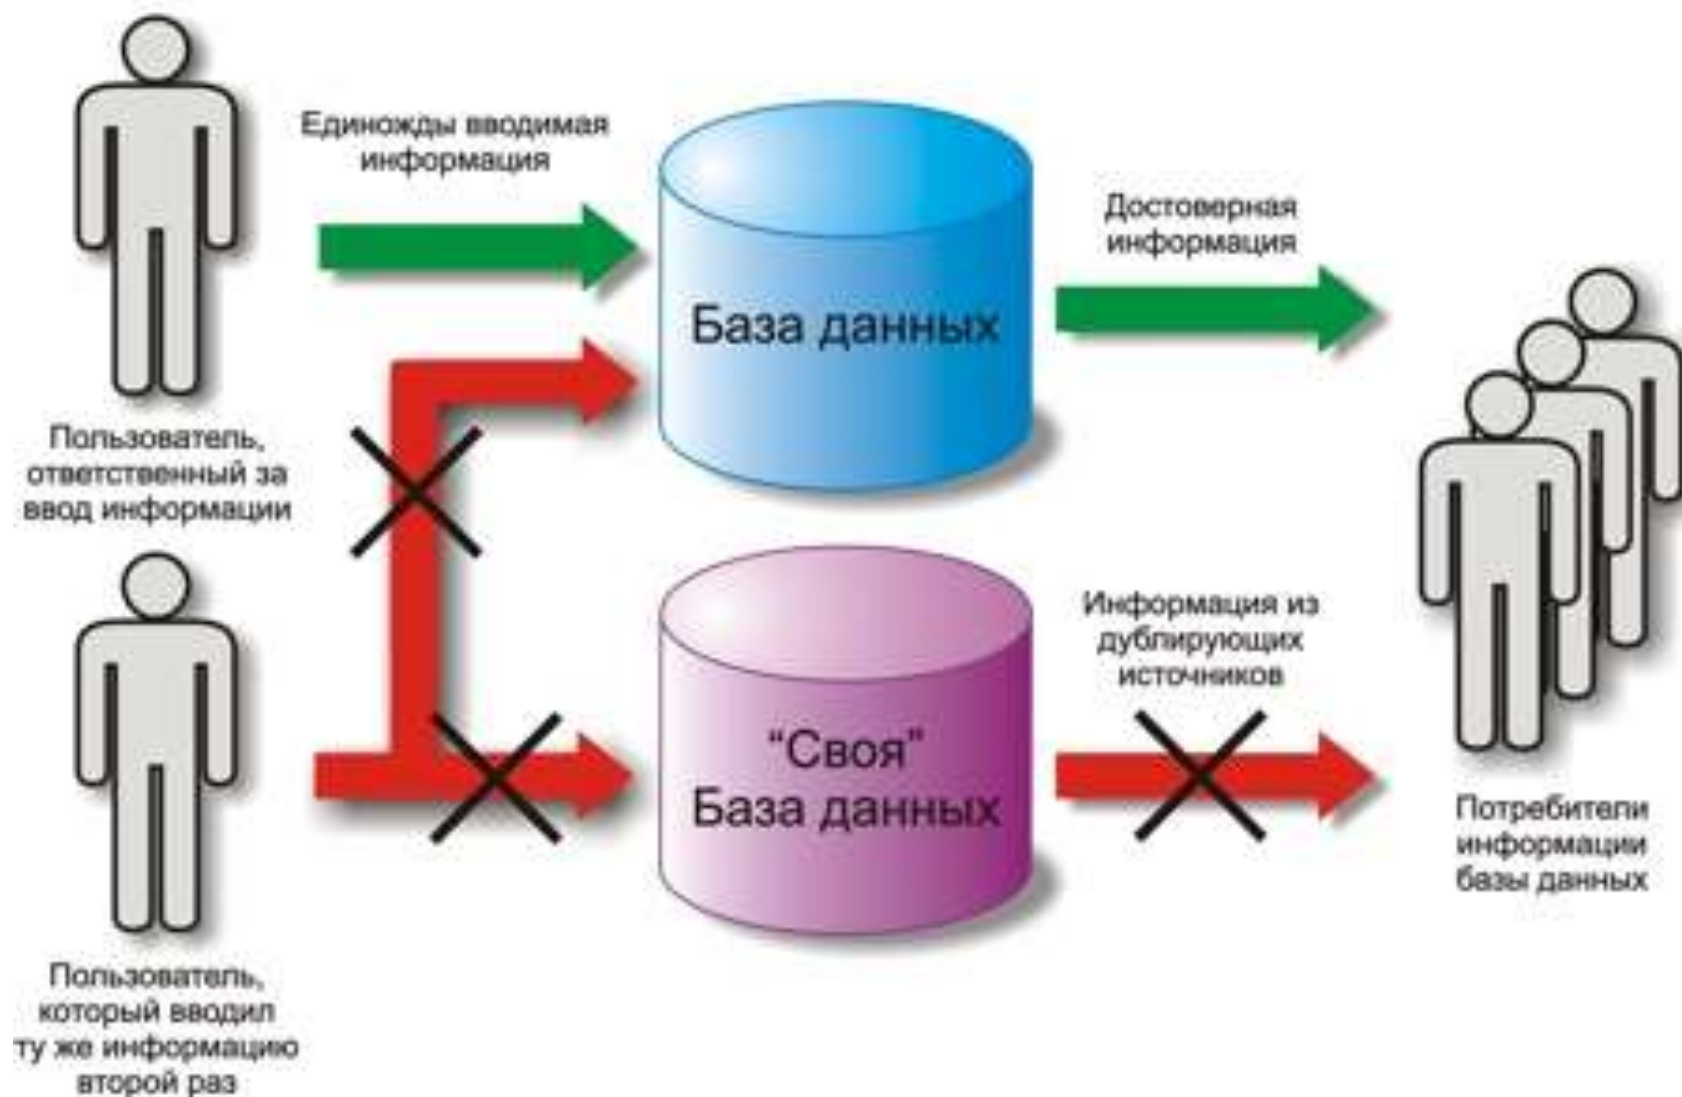 Единожды вводимая
информация
Достоверная
информация
База данных
Пользователь,
ответственный за
ввод информации
Информация из
дублирующих
источников
“Своя”
База данных
Потребители
информации
базы данных
Пользователь,
который вводил
ту же информацию
второй раз